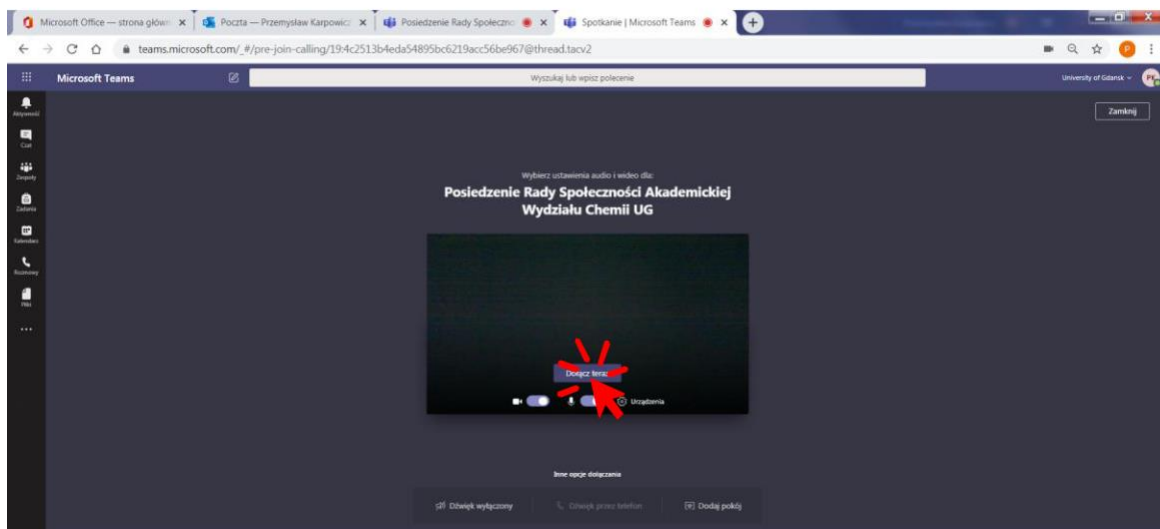 Microsoft Office — strona główn
Poczta — Przemysław Karpowicz
Posiedzenie Rady Społeczno
Spotkanie | Microsoft Teams
teams.microsoft.com/_#/pre-join-calling/19:4c2513b4eda54895bc6219acc56be967@thread.tacv2
P
Microsoft Teams
Wyszukaj lub wpisz polecenie
University of Gdansk
PK
Aktywność
Czat
Zespoły
Zadania
Kalendarz
Rozmowy
Pliki
Zamknij
Wybierz ustawienia audio i wideo dla:
Posiedzenie Rady Społeczności Akademickiej
Wydziału Chemii UG
Dołącz teraz
Urządzenia
Inne opcje dołączania
Dźwięk wyłączony
Dźwięk przez telefon
Dodaj pokój